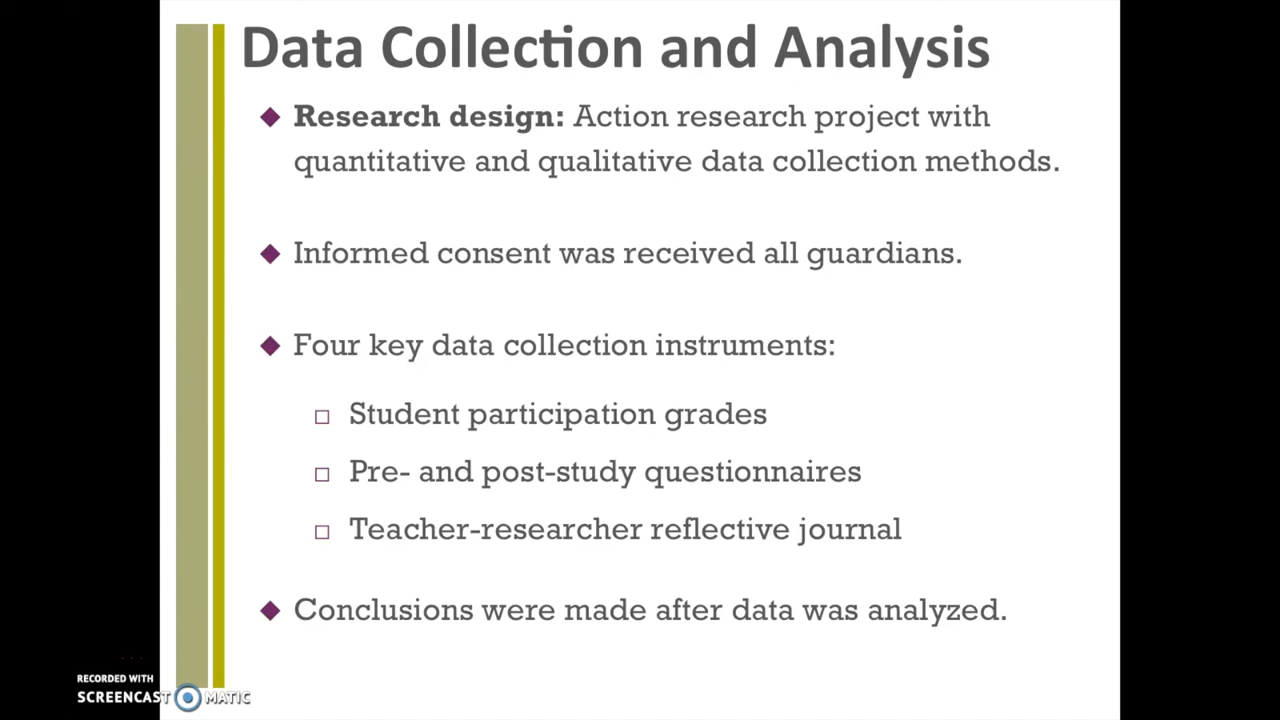 Data Collection and Analysis
Research design: Action research project with
quantitative and qualitative data collection methods.
Informed consent was received all guardians.
Four key data collection instruments:
Student participation grades
Pre- and post-study questionnaires
Teacher-researcher reflective journal
Conclusions were made after data was analyzed.
RECORDED WITH
SCREENCAST MATIC